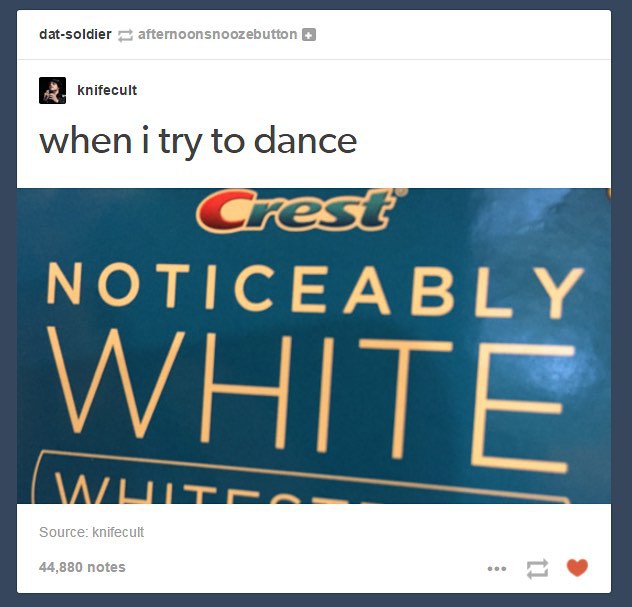 dat-soldier afternoonsnoozebutton
knifecult
when i try to dance
Crest
NOTICEABLY
WHITE
Source: knifecult
44,880 notes